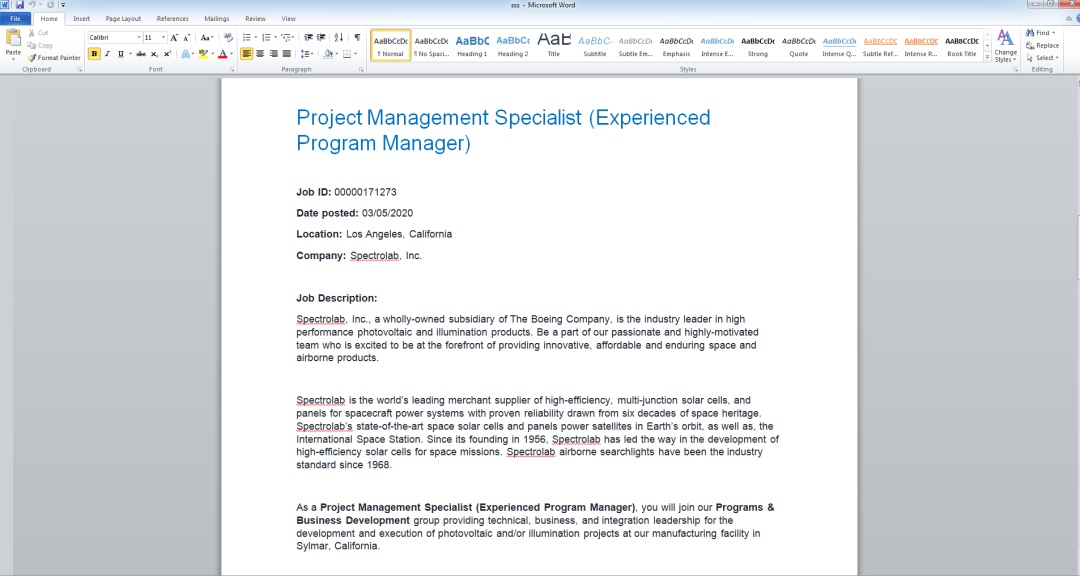 sss - Microsoft Word
File Home Insert Page Layout References Mailings Review View
Paste
Cut
Copy
Format Painter
Clipboard
Calibri 11
Font
Paragraph
AaBbCcDc AaBbCcDc AaBbC AaBbCc AaB AaBbC AaBbCcDc AaBbCcDc AaBbCcDc AaBbCcDc AaBbCcDc AaBbCcDc AaBbCcDc AaBbCcDc AaBbCcDc
¶ Normal ¶ No Spaci... Heading 1 Heading 2 Title Subtitle Subtle Em... Emphasis Intense E... Strong Quote Intense Q... Subtle Ref... Intense R... Book Title
Styles
Change
Styles
Find
Replace
Select
Editing
Project Management Specialist (Experienced
Program Manager)
Job ID: 00000171273
Date posted: 03/05/2020
Location: Los Angeles, California
Company: Spectrolab, Inc.
Job Description:
Spectrolab, Inc., a wholly-owned subsidiary of The Boeing Company, is the industry leader in high
performance photovoltaic and illumination products. Be a part of our passionate and highly-motivated
team who is excited to be at the forefront of providing innovative, affordable and enduring space and
airborne products.
Spectrolab is the world's leading merchant supplier of high-efficiency, multi-junction solar cells, and
panels for spacecraft power systems with proven reliability drawn from six decades of space heritage.
Spectrolab's state-of-the-art space solar cells and panels power satellites in Earth's orbit, as well as, the
International Space Station. Since its founding in 1956, Spectrolab has led the way in the development of
high-efficiency solar cells for space missions. Spectrolab airborne searchlights have been the industry
standard since 1968.
As a Project Management Specialist (Experienced Program Manager), you will join our Programs &
Business Development group providing technical, business, and integration leadership for the
development and execution of photovoltaic and/or illumination projects at our manufacturing facility in
Sylmar, California.